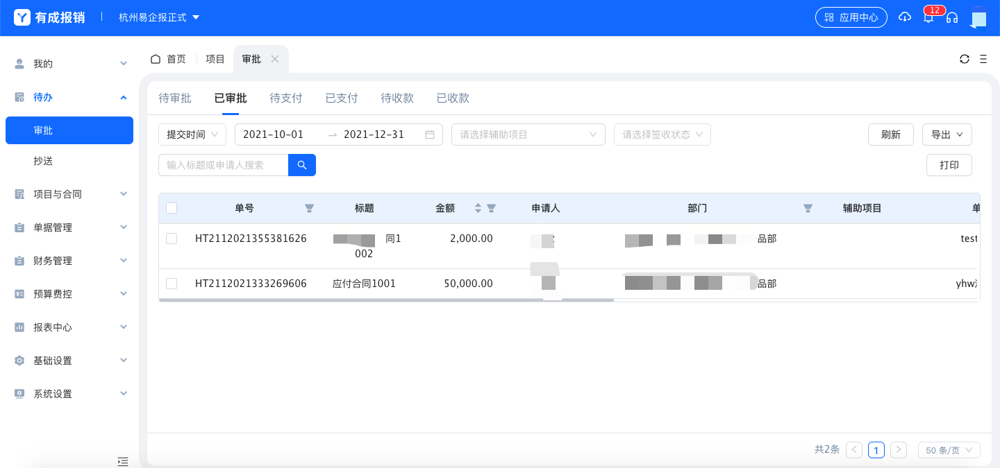 有成报销
杭州易企报正式
应用中心
12
我的
待办
审批
抄送
项目与合同
单据管理
财务管理
预算费控
报表中心
基础设置
系统设置
首页
项目
审批
待审批
已审批
待支付
已支付
待收款
已收款
提交时间
2021-10-01
2021-12-31
请选择辅助项目
请选择签收状态
刷新
导出
输入标题或申请人搜索
打印
单号
标题
金额
申请人
部门
辅助项目
单
HT2112021355381626
同1
002
2,000.00
品部
test
HT2112021333269606
应付合同1001
50,000.00
品部
yhw
共2条
1
50 条/页